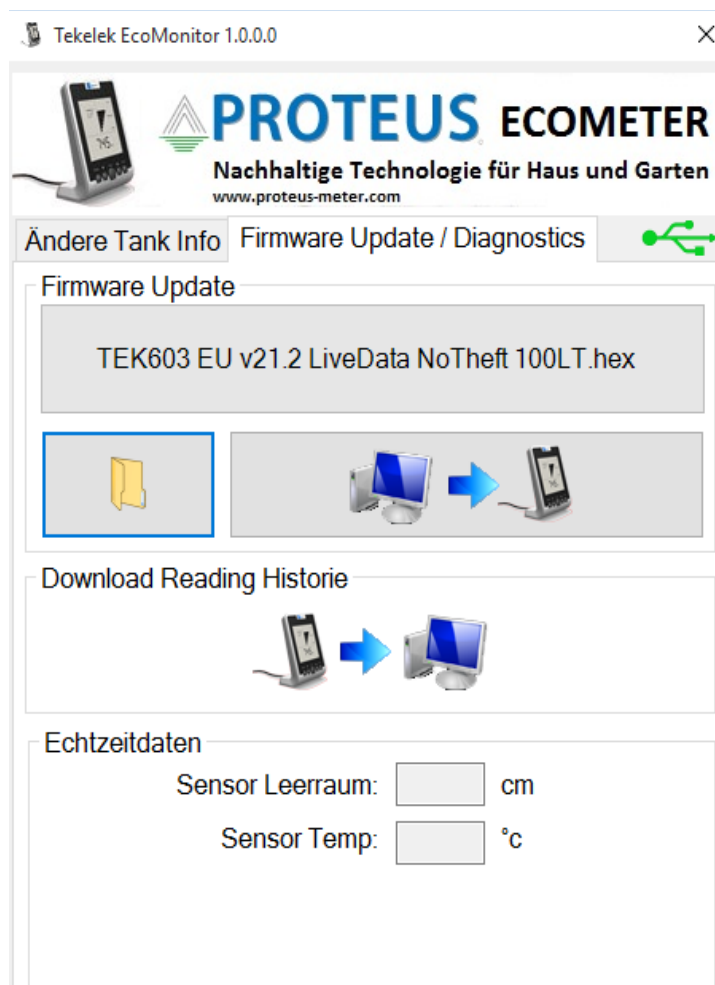 Tekelek EcoMonitor 1.0.0.0
PROTEUS ECOMETER
Nachhaltige Technologie für Haus und Garten
www.proteus-meter.com
Ändere Tank Info Firmware Update / Diagnostics
Firmware Update
TEK603 EU v21.2 LiveData NoTheft 100LT.hex
Download Reading Historie
Echtzeitdaten
Sensor Leerraum: cm
Sensor Temp: °c